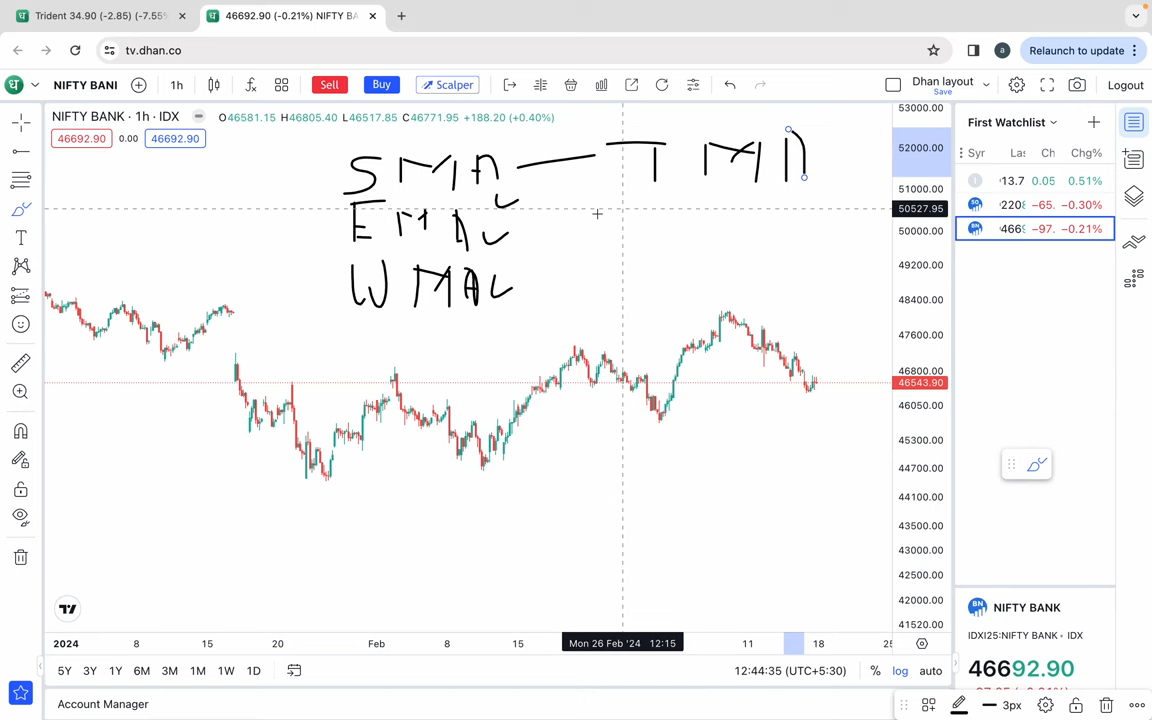 Trident 34.90 (-2.85) (-7.55%
46692.90 (-0.21%) NIFTY BA
tv.dhan.co
a
Relaunch to update
NIFTY BANI
1h
Sell
Buy
Scalper
Dhan layout
Save
Logout
NIFTY BANK · 1h · IDX
O46581.15 H46805.40 L46517.85 C46771.95 +188.20 (+0.40%)
46692.90
0.00
46692.90
SMA — TMA
EMA
WMA
53000.00
52000.00
51000.00
50527.95
50000.00
49200.00
48400.00
47600.00
46800.00
46543.90
46050.00
45300.00
44700.00
44100.00
43500.00
43000.00
42500.00
42000.00
41520.00
First Watchlist
Syr Las Ch Chg%
13.7 0.05 0.51%
2208 −65. −0.30%
4669 −97. −0.21%
BN NIFTY BANK
IDXI25:NIFTY BANK • IDX
46692.90
2024 8 15 20 Feb 8 15 Mon 26 Feb '24 12:15 11 18 25
5Y 3Y 1Y 6M 3M 1M 1W 1D
12:44:35 (UTC+5:30)
% log auto
Account Manager
3px